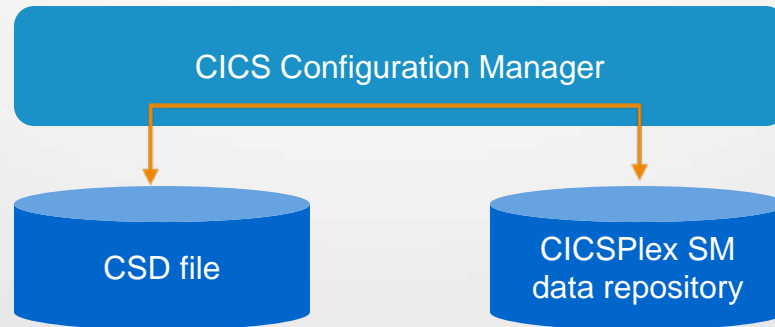 CICS Configuration Manager
CSD file
CICSPlex SM
data repository